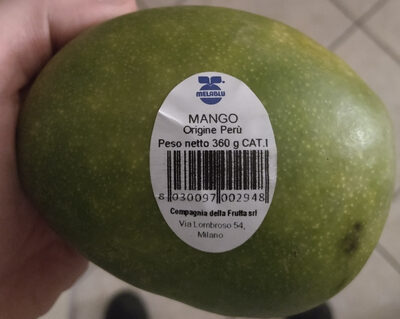 MELABLU
MANGO
Origine Perù
Peso netto 360 g CAT.I
8 030097 002948
Compagnia della Frutta srl
Via Lombroso 54,
Milano